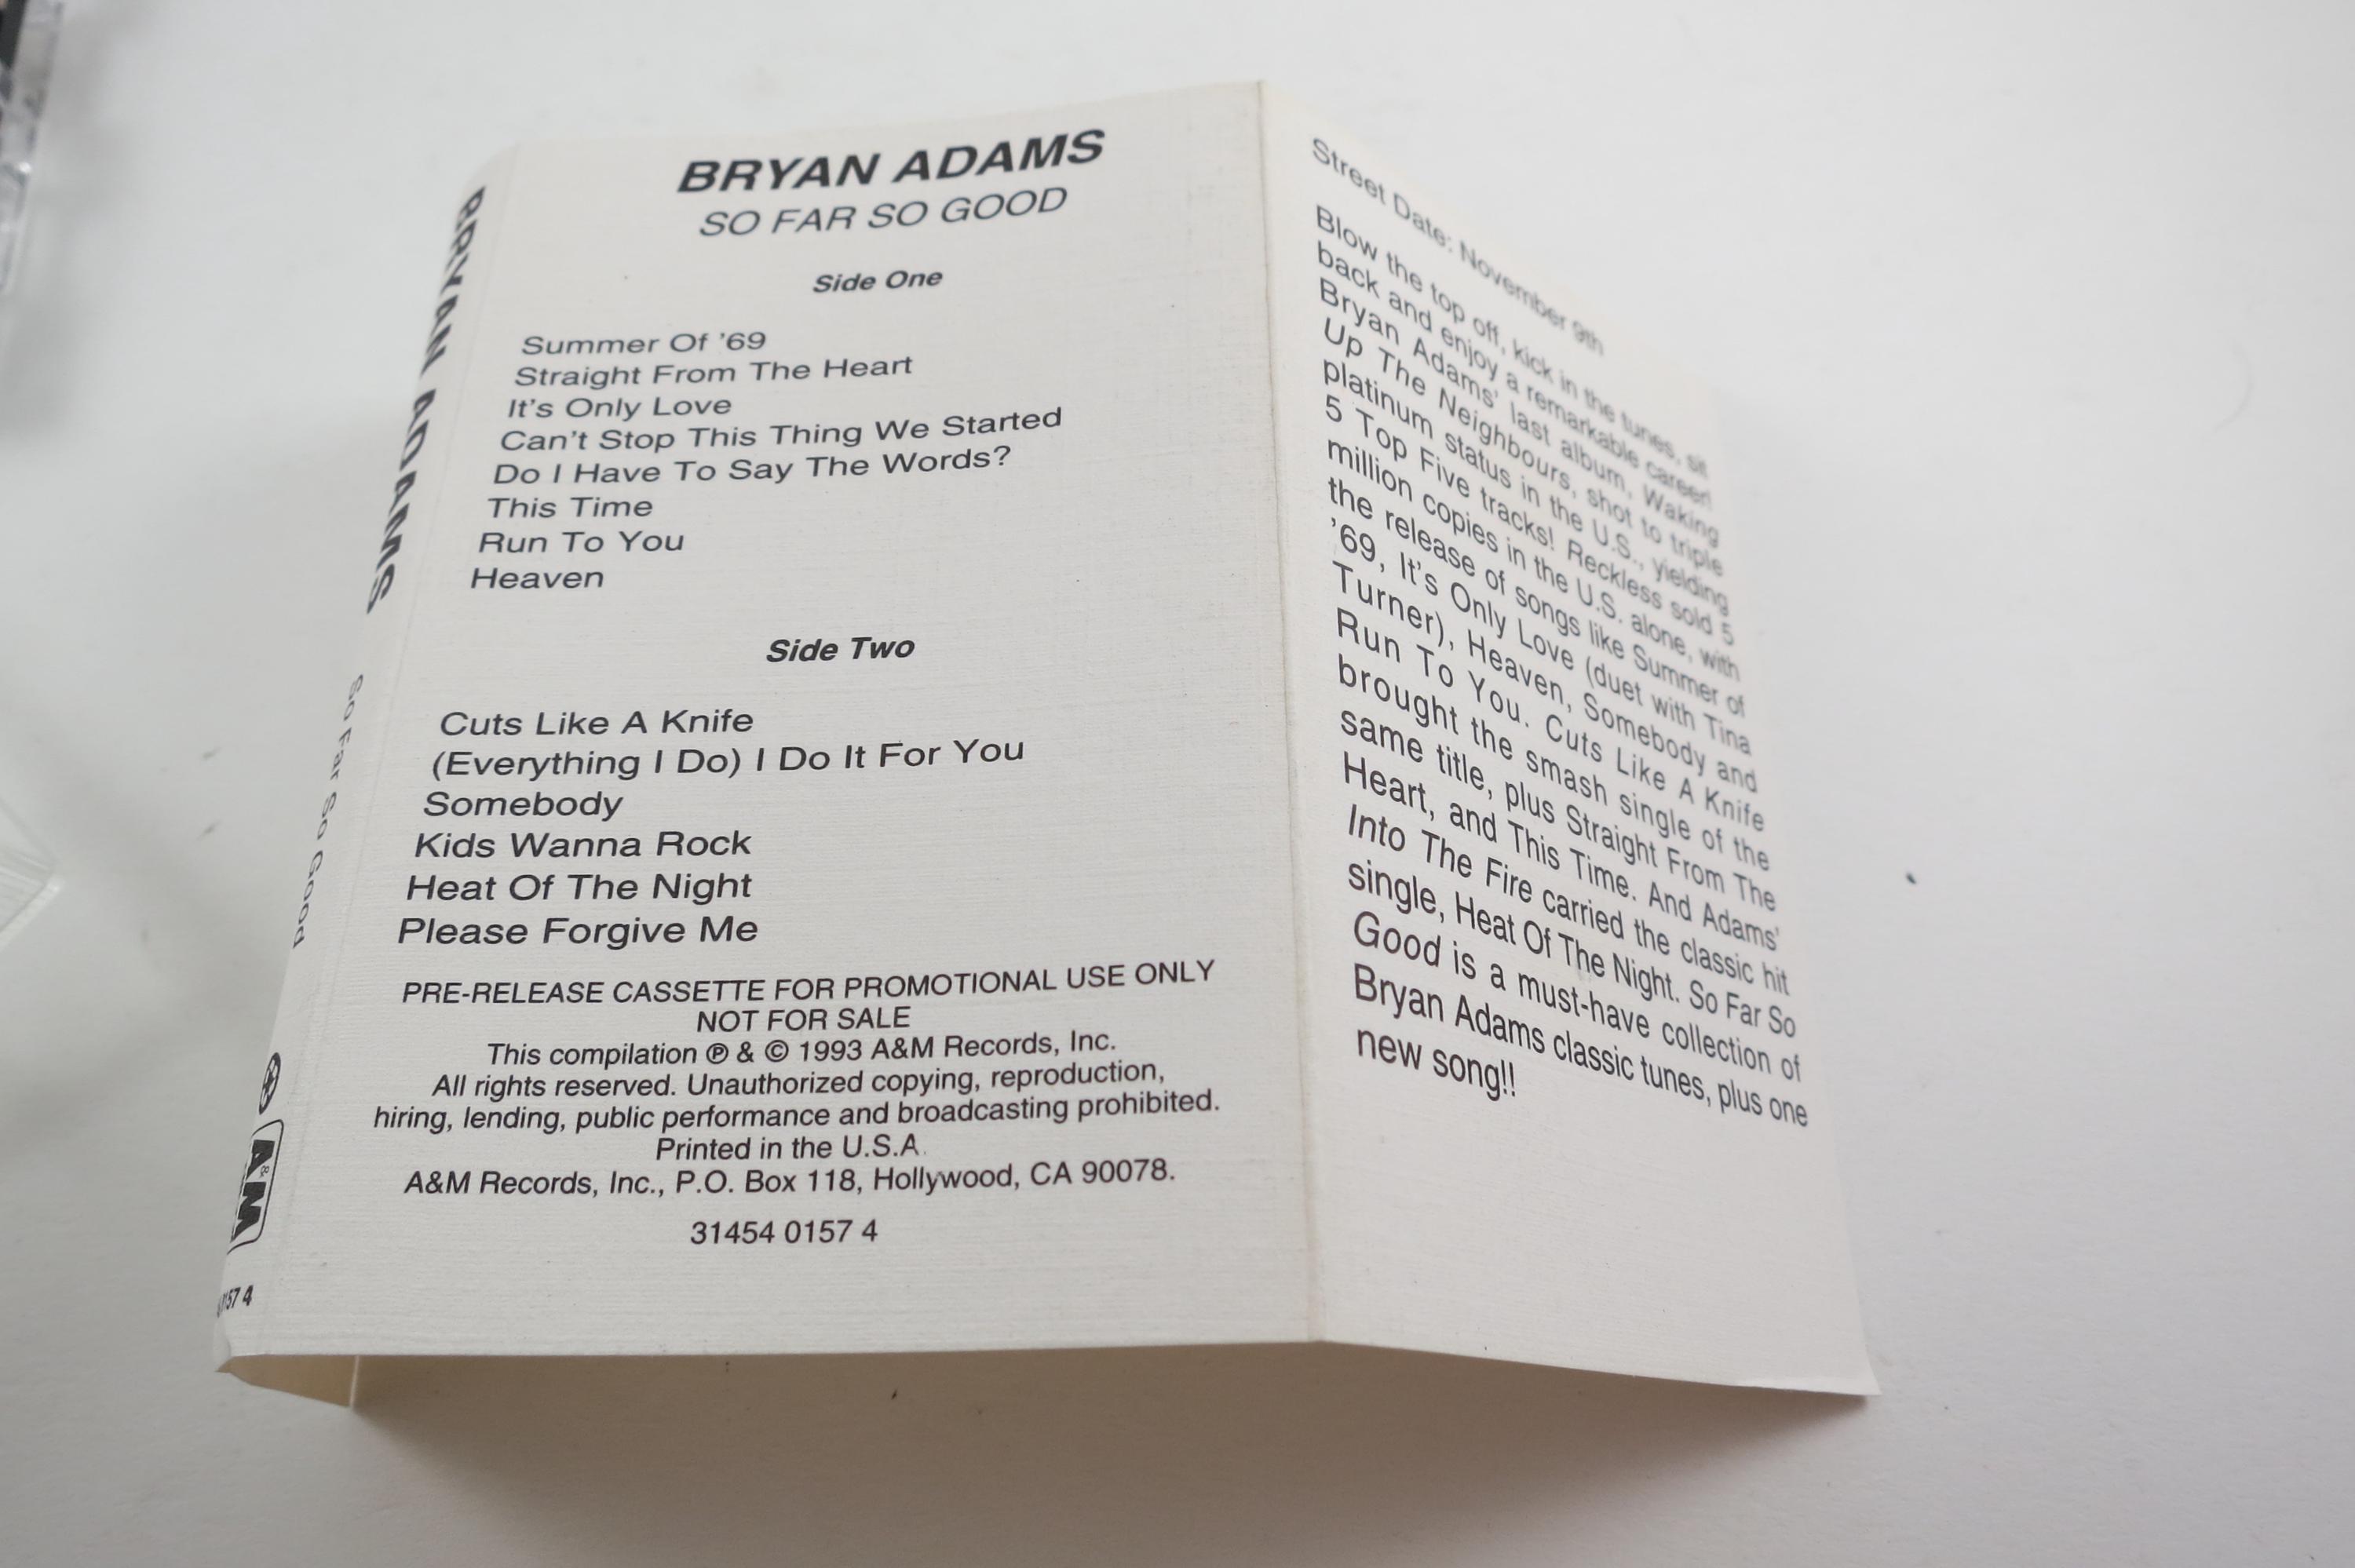 BRYAN ADAMS
So Far So Good
A&M
0157 4
BRYAN ADAMS
SO FAR SO GOOD
Side One
Summer Of '69
Straight From The Heart
It's Only Love
Can't Stop This Thing We Started
Do I Have To Say The Words?
This Time
Run To You
Heaven
Side Two
Cuts Like A Knife
(Everything I Do) I Do It For You
Somebody
Kids Wanna Rock
Heat Of The Night
Please Forgive Me
PRE-RELEASE CASSETTE FOR PROMOTIONAL USE ONLY
NOT FOR SALE
This compilation ℗ & © 1993 A&M Records, Inc.
All rights reserved. Unauthorized copying, reproduction,
hiring, lending, public performance and broadcasting prohibited.
Printed in the U.S.A.
A&M Records, Inc., P.O. Box 118, Hollywood, CA 90078.
31454 0157 4
Street Date: November 9th
Blow the top off, kick in the tunes, sit
back and enjoy a remarkable career!
Bryan Adams' last album, Waking
Up The Neighbours, shot to triple
platinum status in the U.S., yielding
5 Top Five tracks! Reckless sold 5
million copies in the U.S. alone, with
the release of songs like Summer of
'69, It's Only Love (duet with Tina
Turner), Heaven, Somebody and
Run To You. Cuts Like A Knife
brought the smash single of the
same title, plus Straight From The
Heart, and This Time. And Adams'
Into The Fire carried the classic hit
single, Heat Of The Night. So Far So
Good is a must-have collection of
Bryan Adams classic tunes, plus one
new song!!